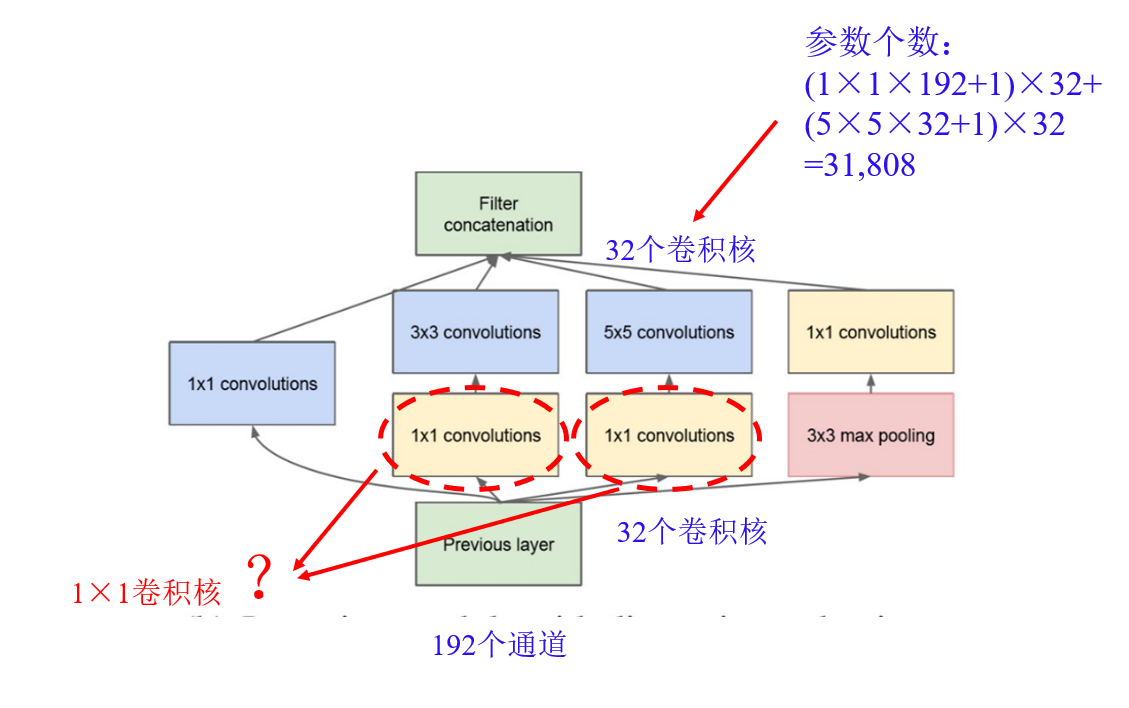 参数个数：
(1×1×192+1)×32+
(5×5×32+1)×32
=31,808
Filter
concatenation
32个卷积核
3x3 convolutions
5x5 convolutions
1x1 convolutions
1x1 convolutions
1x1 convolutions
1x1 convolutions
3x3 max pooling
Previous layer
32个卷积核
1×1卷积核 ？
192个通道